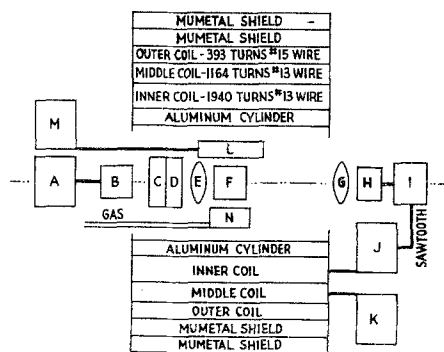 MUMETAL SHIELD
MUMETAL SHIELD
OUTER COIL-393 TURNS #15 WIRE
MIDDLE COIL-1164 TURNS #13 WIRE
INNER COIL-1940 TURNS #13 WIRE
ALUMINUM CYLINDER
M
L
A
B
C
D
E
F
G
H
I
GAS
N
SAWTOOTH
J
ALUMINUM CYLINDER
INNER COIL
MIDDLE COIL
K
OUTER COIL
MUMETAL SHIELD
MUMETAL SHIELD